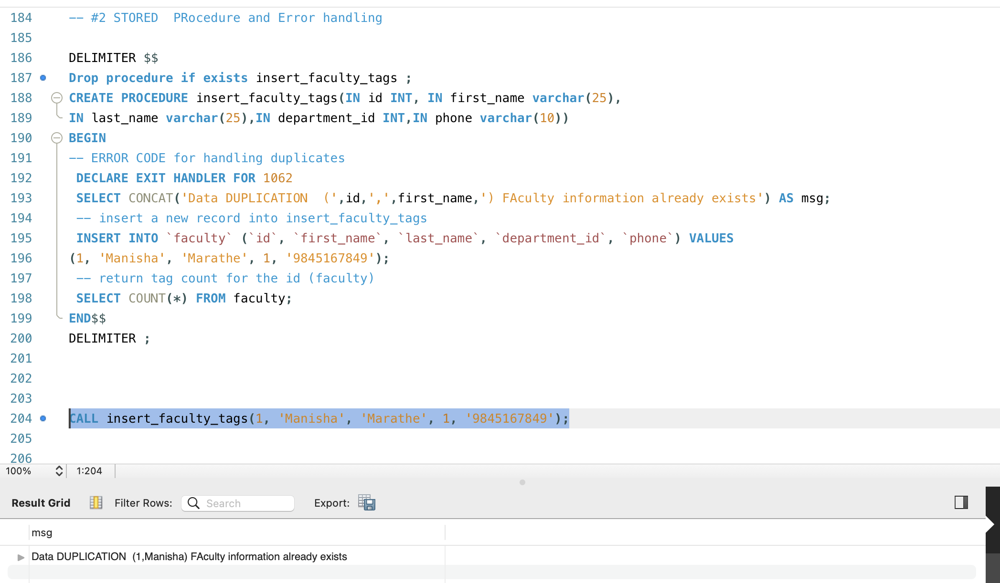 184 -- #2 STORED  PRocedure and Error handling
185
186 DELIMITER $$
187 Drop procedure if exists insert_faculty_tags ;
188 CREATE PROCEDURE insert_faculty_tags(IN id INT, IN first_name varchar(25),
189 IN last_name varchar(25),IN department_id INT,IN phone varchar(10))
190 BEGIN
191 -- ERROR CODE for handling duplicates
192  DECLARE EXIT HANDLER FOR 1062
193  SELECT CONCAT('Data DUPLICATION  (',id,',',first_name,') FAculty information already exists') AS msg;
194  -- insert a new record into insert_faculty_tags
195  INSERT INTO `faculty` (`id`, `first_name`, `last_name`, `department_id`, `phone`) VALUES
196 (1, 'Manisha', 'Marathe', 1, '9845167849');
197  -- return tag count for the id (faculty)
198  SELECT COUNT(*) FROM faculty;
199 END$$
200 DELIMITER ;
201
202
203
204 CALL insert_faculty_tags(1, 'Manisha', 'Marathe', 1, '9845167849');
205
206
100% 1:204
Result Grid Filter Rows: Search Export:
msg
Data DUPLICATION  (1,Manisha) FAculty information already exists